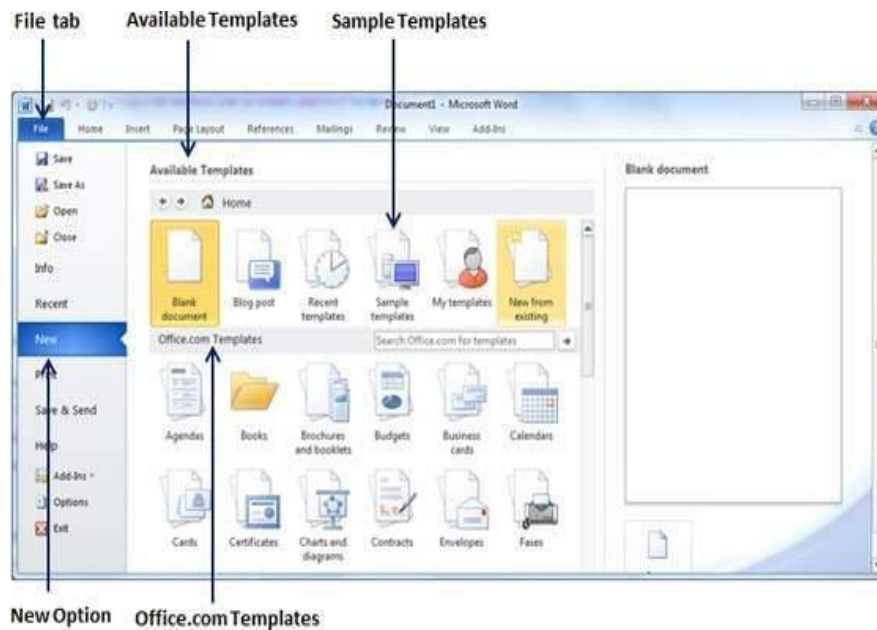 File tab
Available Templates
Sample Templates
Document1 - Microsoft Word
File Home Insert Page Layout References Mailings Review View Add-Ins
Save
Save As
Open
Close
Info
Recent
New
Print
Save & Send
Help
Add-Ins
Options
Exit
Available Templates
Home
Blank document
Blog post
Recent templates
Sample templates
My templates
New from existing
Office.com Templates
Search Office.com for templates
Agendas
Books
Brochures and booklets
Budgets
Business cards
Calendars
Cards
Certificates
Charts and diagrams
Contracts
Envelopes
Faxes
Blank document
New Option
Office.com Templates